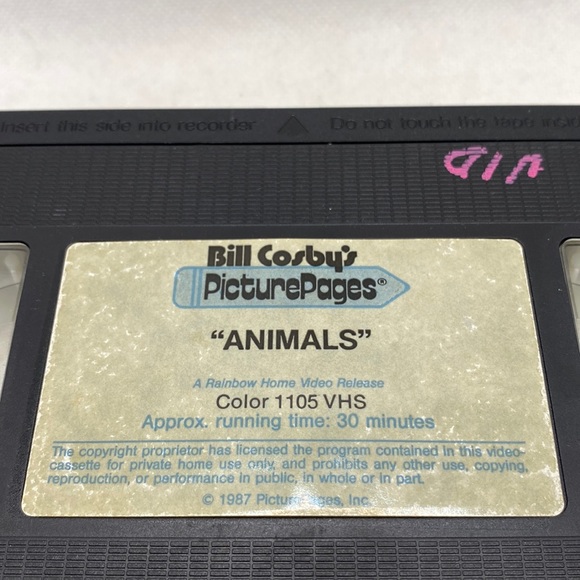 Insert this side into recorder Do not touch the tape
Bill Cosby's
PicturePages®
“ANIMALS”
A Rainbow Home Video Release
Color 1105 VHS
Approx. running time: 30 minutes
The copyright proprietor has licensed the program contained in this video-
cassette for private home use only, and prohibits any other use, copying,
reproduction, or performance in public, in whole or in part.
© 1987 PicturePages, Inc.